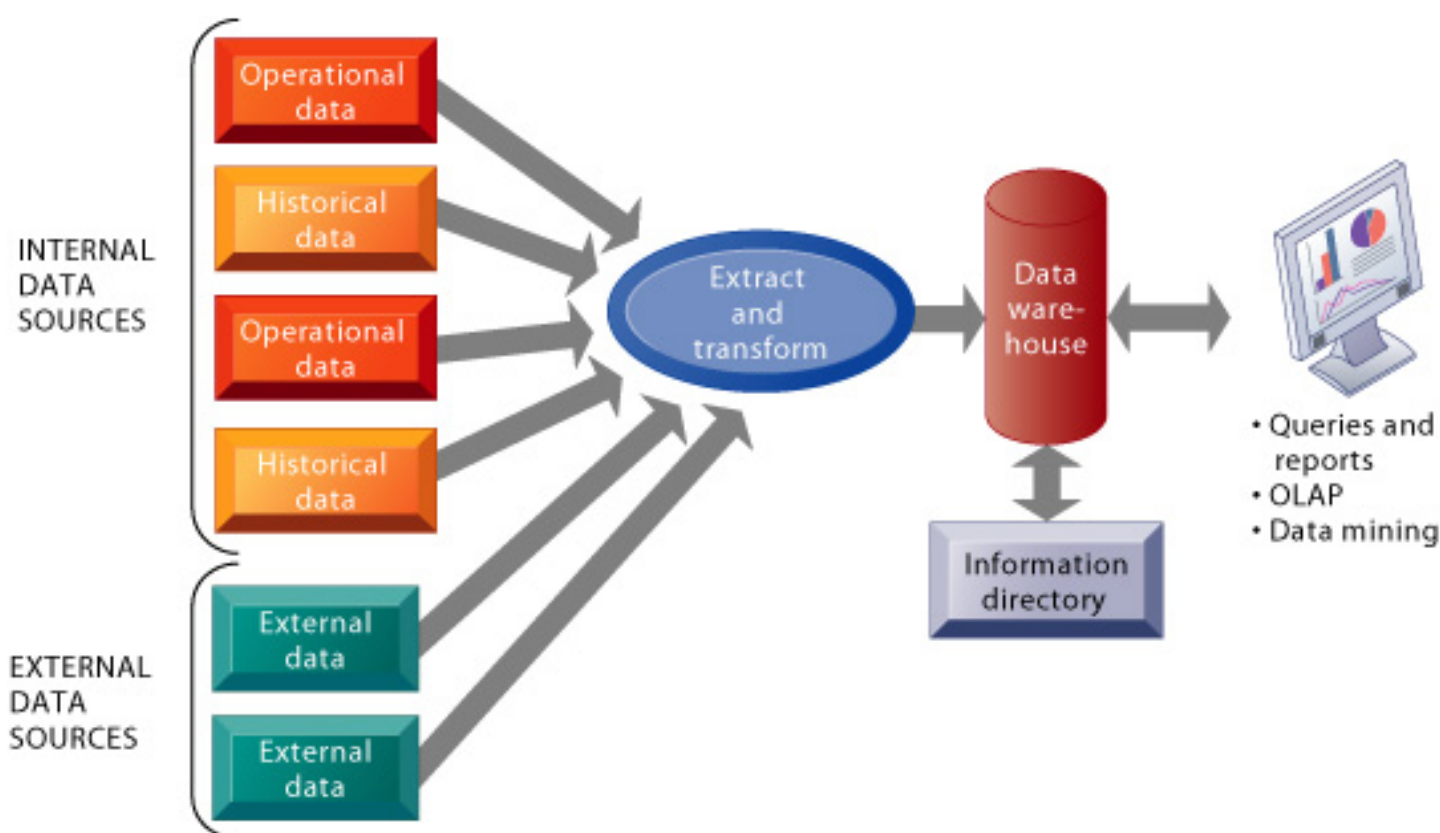 INTERNAL
DATA
SOURCES
Operational
data
Historical
data
Operational
data
Historical
data
EXTERNAL
DATA
SOURCES
External
data
External
data
Extract
and
transform
Data
ware-
house
Information
directory
• Queries and
reports
• OLAP
• Data mining